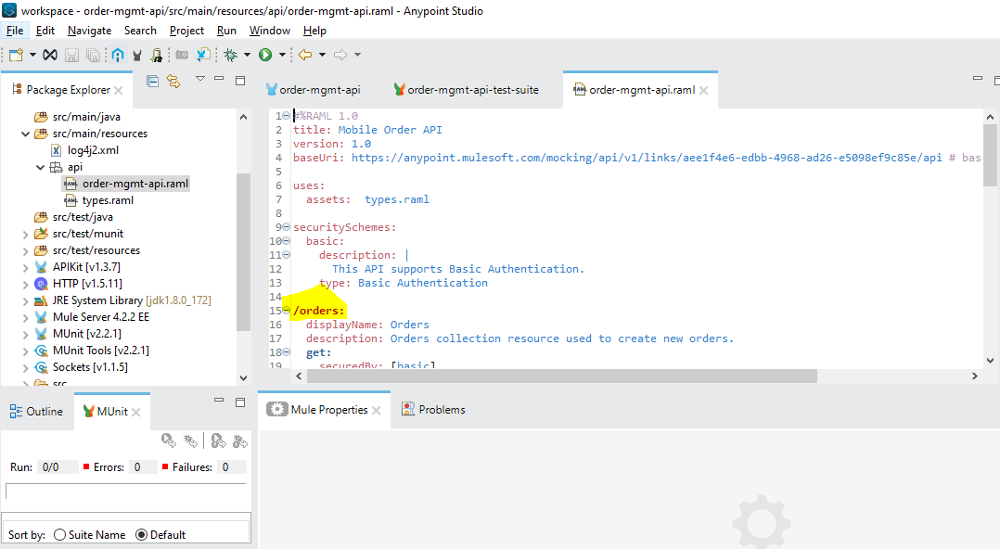 workspace - order-mgmt-api/src/main/resources/api/order-mgmt-api.raml - Anypoint Studio
File Edit Navigate Search Project Run Window Help
Package Explorer
order-mgmt-api order-mgmt-api-test-suite order-mgmt-api.raml
src/main/java
src/main/resources
log4j2.xml
api
order-mgmt-api.raml
types.raml
src/test/java
src/test/munit
src/test/resources
APIKit [v1.3.7]
HTTP [v1.5.11]
JRE System Library [jdk1.8.0_172]
Mule Server 4.2.2 EE
MUnit [v2.2.1]
MUnit Tools [v2.2.1]
Sockets [v1.1.5]
src
1 #%RAML 1.0
2 title: Mobile Order API
3 version: 1.0
4 baseUri: https://anypoint.mulesoft.com/mocking/api/v1/links/aee1f4e6-edbb-4968-ad26-e5098ef9c85e/api # bas
5
6 uses:
7 assets: types.raml
8
9 securitySchemes:
10 basic:
11 description: |
12 This API supports Basic Authentication.
13 type: Basic Authentication
14
15 /orders:
16 displayName: Orders
17 description: Orders collection resource used to create new orders.
18 get:
19 securedBy: [basic]
Outline MUnit
Run: 0/0 Errors: 0 Failures: 0
Sort by: Suite Name Default
Mule Properties Problems